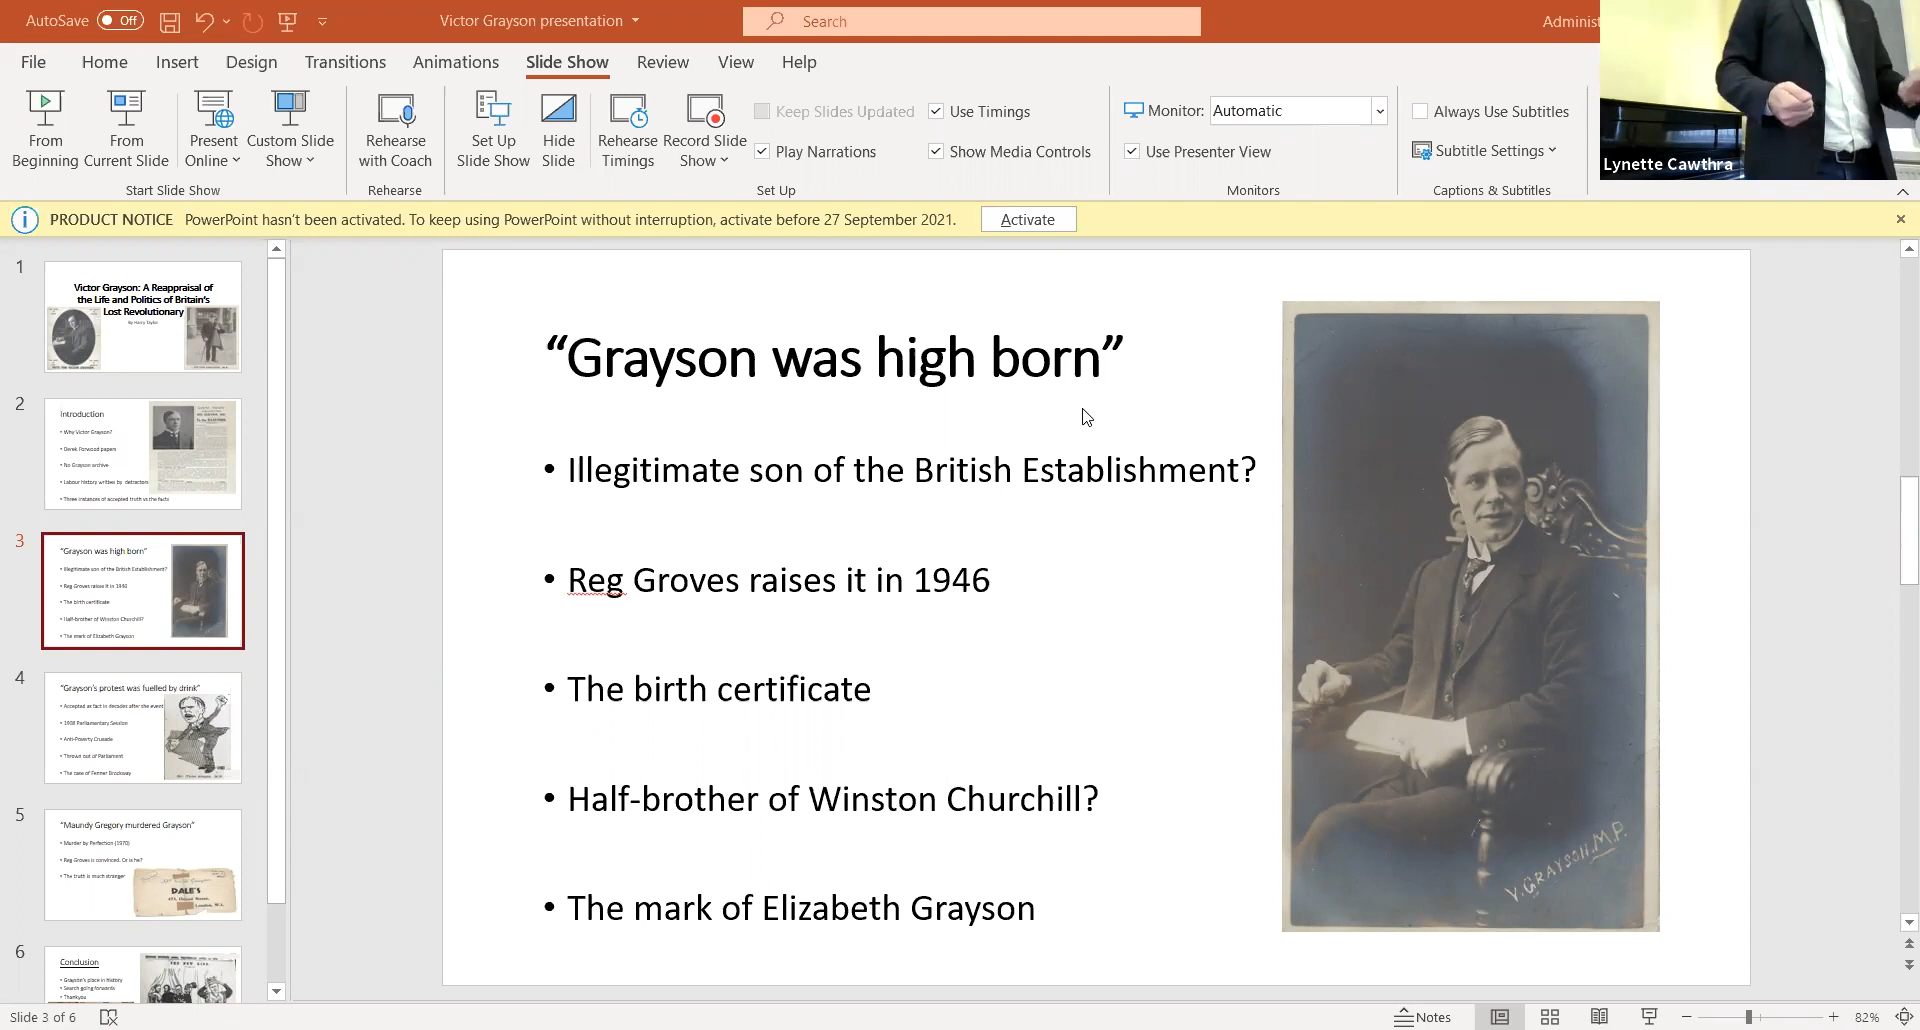 AutoSave Off
Victor Grayson presentation
Search
Administ
File Home Insert Design Transitions Animations Slide Show Review View Help
From Beginning
From Current Slide
Present Online
Custom Slide Show
Start Slide Show
Rehearse with Coach
Rehearse
Set Up Slide Show
Hide Slide
Rehearse Timings
Record Slide Show
Keep Slides Updated
Use Timings
Play Narrations
Show Media Controls
Set Up
Monitor: Automatic
Use Presenter View
Monitors
Always Use Subtitles
Subtitle Settings
Captions & Subtitles
Lynette Cawthra
PRODUCT NOTICE PowerPoint hasn't been activated. To keep using PowerPoint without interruption, activate before 27 September 2021. Activate
1
Victor Grayson: A Reappraisal of
the Life and Politics of Britain's
Lost Revolutionary
By Harry Taylor
2
Introduction
• Why Victor Grayson?
• Derek Forwood papers
• No Grayson archive
• Labour history written by detractors
• Three instances of accepted truth vs the facts
3
"Grayson was high born"
• Illegitimate son of the British Establishment?
• Reg Groves raises it in 1946
• The birth certificate
• Half-brother of Winston Churchill?
• The mark of Elizabeth Grayson
4
"Grayson's protest was fuelled by drink"
• Accepted as fact in decades after the event
• 1908 Parliamentary Session
• Anti-Poverty Crusade
• Thrown out of Parliament
• The case of Fenner Brockway
5
"Maundy Gregory murdered Grayson"
• Murder by Perfection (1970)
• Reg Groves is convinced. Or is he?
• The truth is much stranger
DALE'S
London, W.1.
6
Conclusion
• Grayson's place in history
• Search going forwards
• Thankyou
“Grayson was high born”
• Illegitimate son of the British Establishment?
• Reg Groves raises it in 1946
• The birth certificate
• Half-brother of Winston Churchill?
• The mark of Elizabeth Grayson
V. GRAYSON. M.P.
Slide 3 of 6
Notes
82%